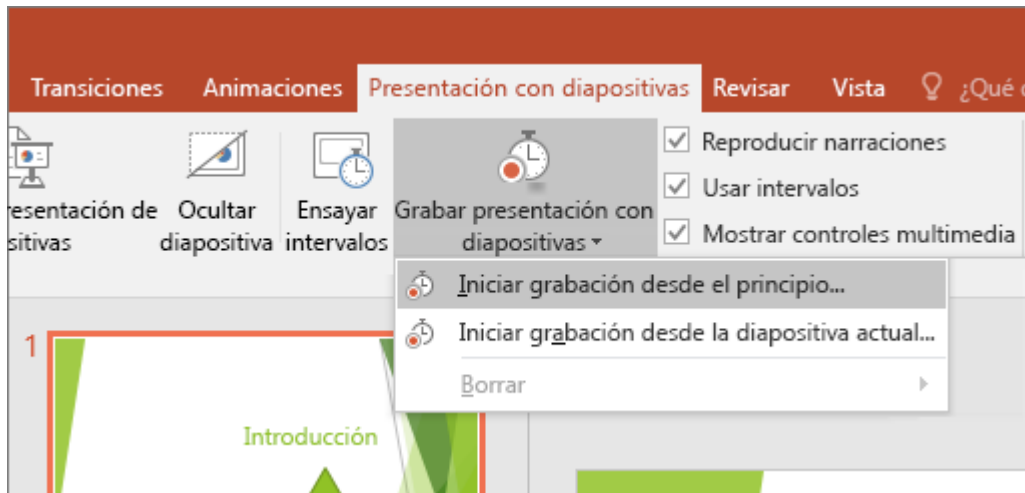 Transiciones Animaciones Presentación con diapositivas Revisar Vista ¿Qué
Reproducir narraciones
Usar intervalos
Mostrar controles multimedia
resentación de
sitivas
Ocultar
diapositiva
Ensayar
intervalos
Grabar presentación con
diapositivas
Iniciar grabación desde el principio...
Iniciar grabación desde la diapositiva actual...
Borrar
1
Introducción